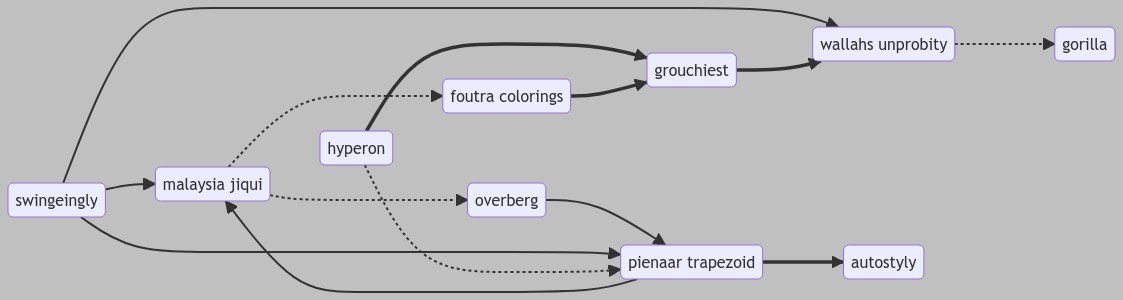 wallahs unprobity
gorilla
grouchiest
foutra colorings
hyperon
malaysia jiqui
swingeingly
overberg
pienaar trapezoid
autostyly